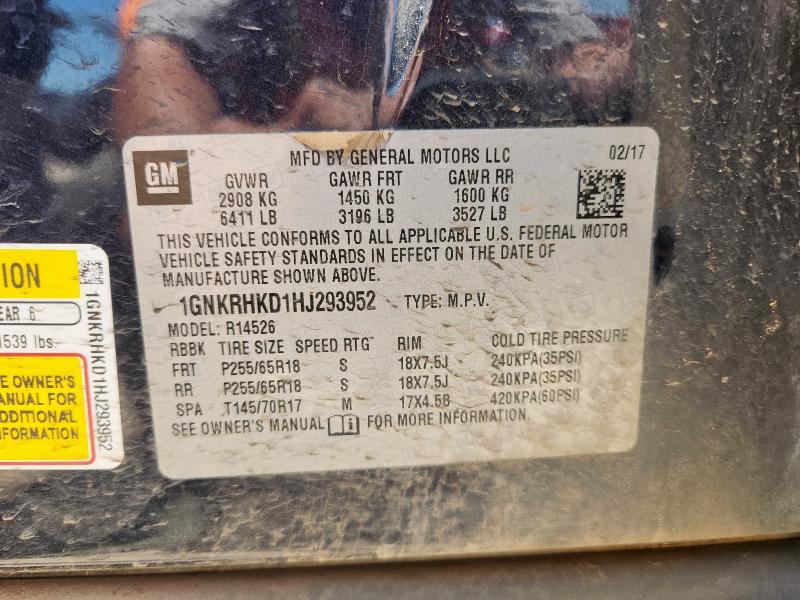 GM
MFD BY GENERAL MOTORS LLC 02/17
GVWR GAWR FRT GAWR RR
2908 KG 1450 KG 1600 KG
6411 LB 3196 LB 3527 LB
THIS VEHICLE CONFORMS TO ALL APPLICABLE U.S. FEDERAL MOTOR
VEHICLE SAFETY STANDARDS IN EFFECT ON THE DATE OF
MANUFACTURE SHOWN ABOVE.
1GNKRHKD1HJ293952 TYPE: M.P.V.
MODEL: R14526
RBBK TIRE SIZE SPEED RTG RIM COLD TIRE PRESSURE
FRT P255/65R18 S 18X7.5J 240KPA(35PSI)
RR P255/65R18 S 18X7.5J 240KPA(35PSI)
SPA T145/70R17 M 17X4.5B 420KPA(60PSI)
SEE OWNER'S MANUAL FOR MORE INFORMATION.
ION
EAR 6
539 lbs.
E OWNER'S
MANUAL FOR
DDITIONAL
FORMATION
1GNKRHKD1HJ293952